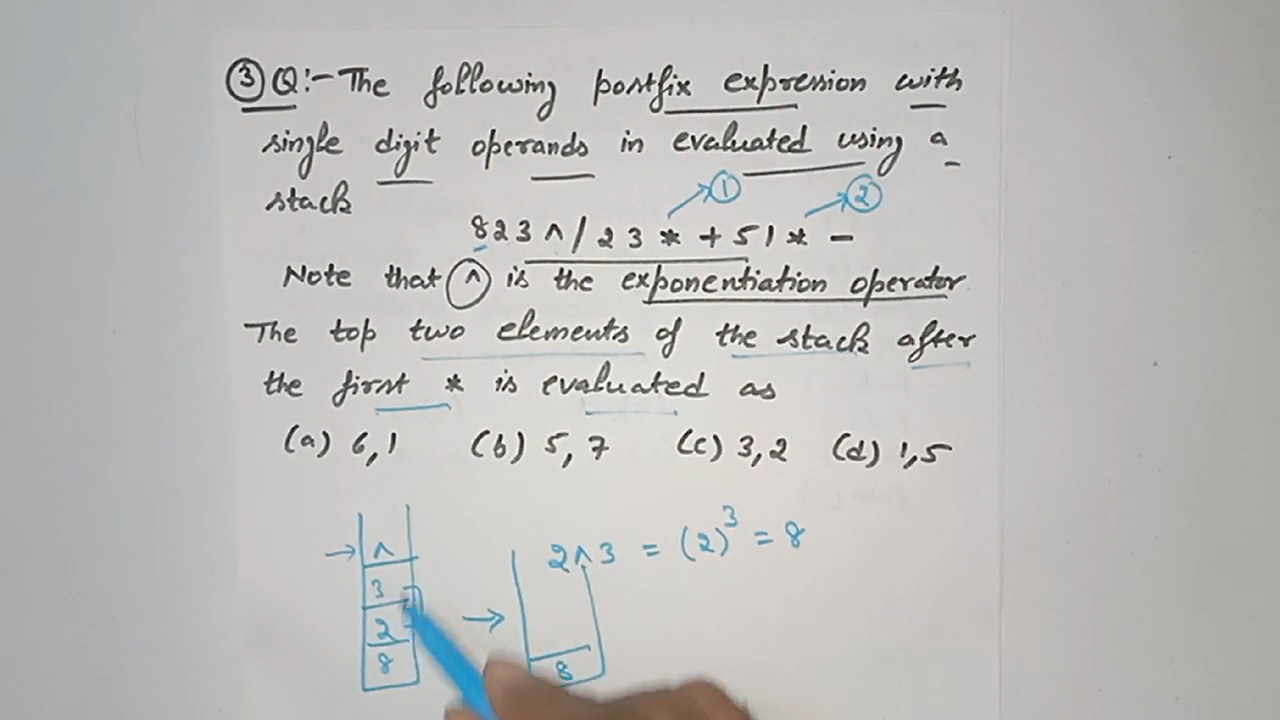 ③ Q:- The following postfix expression with
single digit operands in evaluated using a
stack
① ②
8 2 3 ^ / 2 3 * + 5 1 * -
Note that ^ is the exponentiation operator
The top two elements of the stack after
the first * is evaluated as
(a) 6,1 (b) 5,7 (c) 3,2 (d) 1,5
^
3
2
8
→
8
2^3 = (2)³ = 8